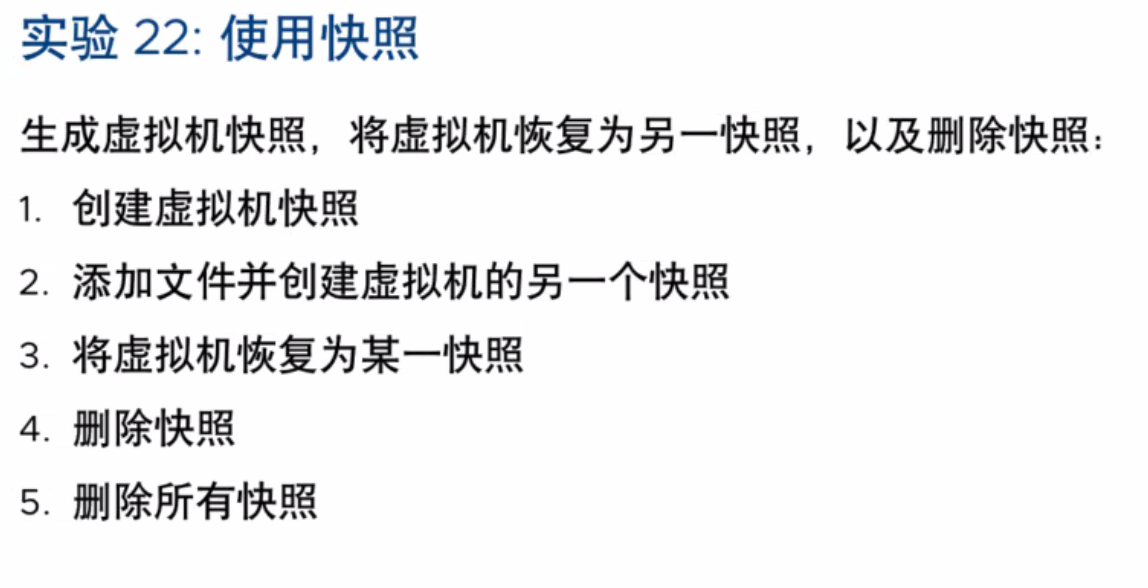 实验 22: 使用快照
生成虚拟机快照，将虚拟机恢复为另一快照，以及删除快照：
1. 创建虚拟机快照
2. 添加文件并创建虚拟机的另一个快照
3. 将虚拟机恢复为某一快照
4. 删除快照
5. 删除所有快照